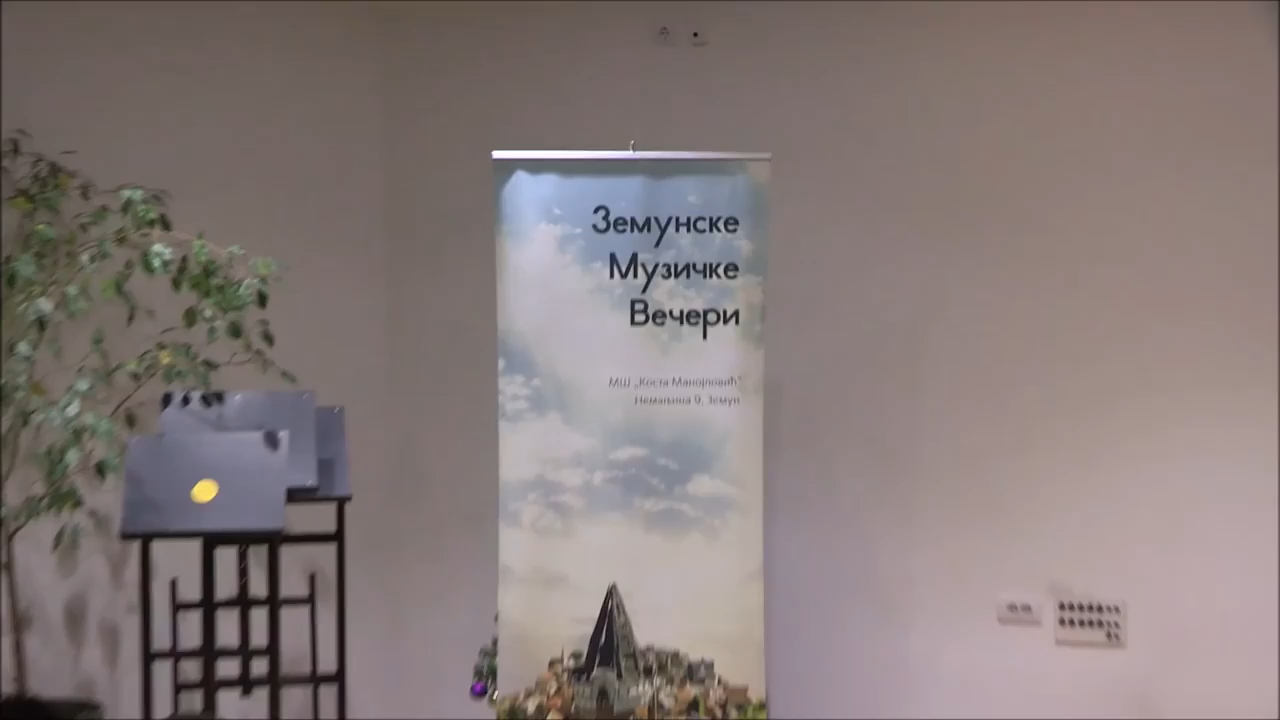 Земунске
Музичке
Вечери
МШ „Коста Манојловић"
Немањина 9, Земун